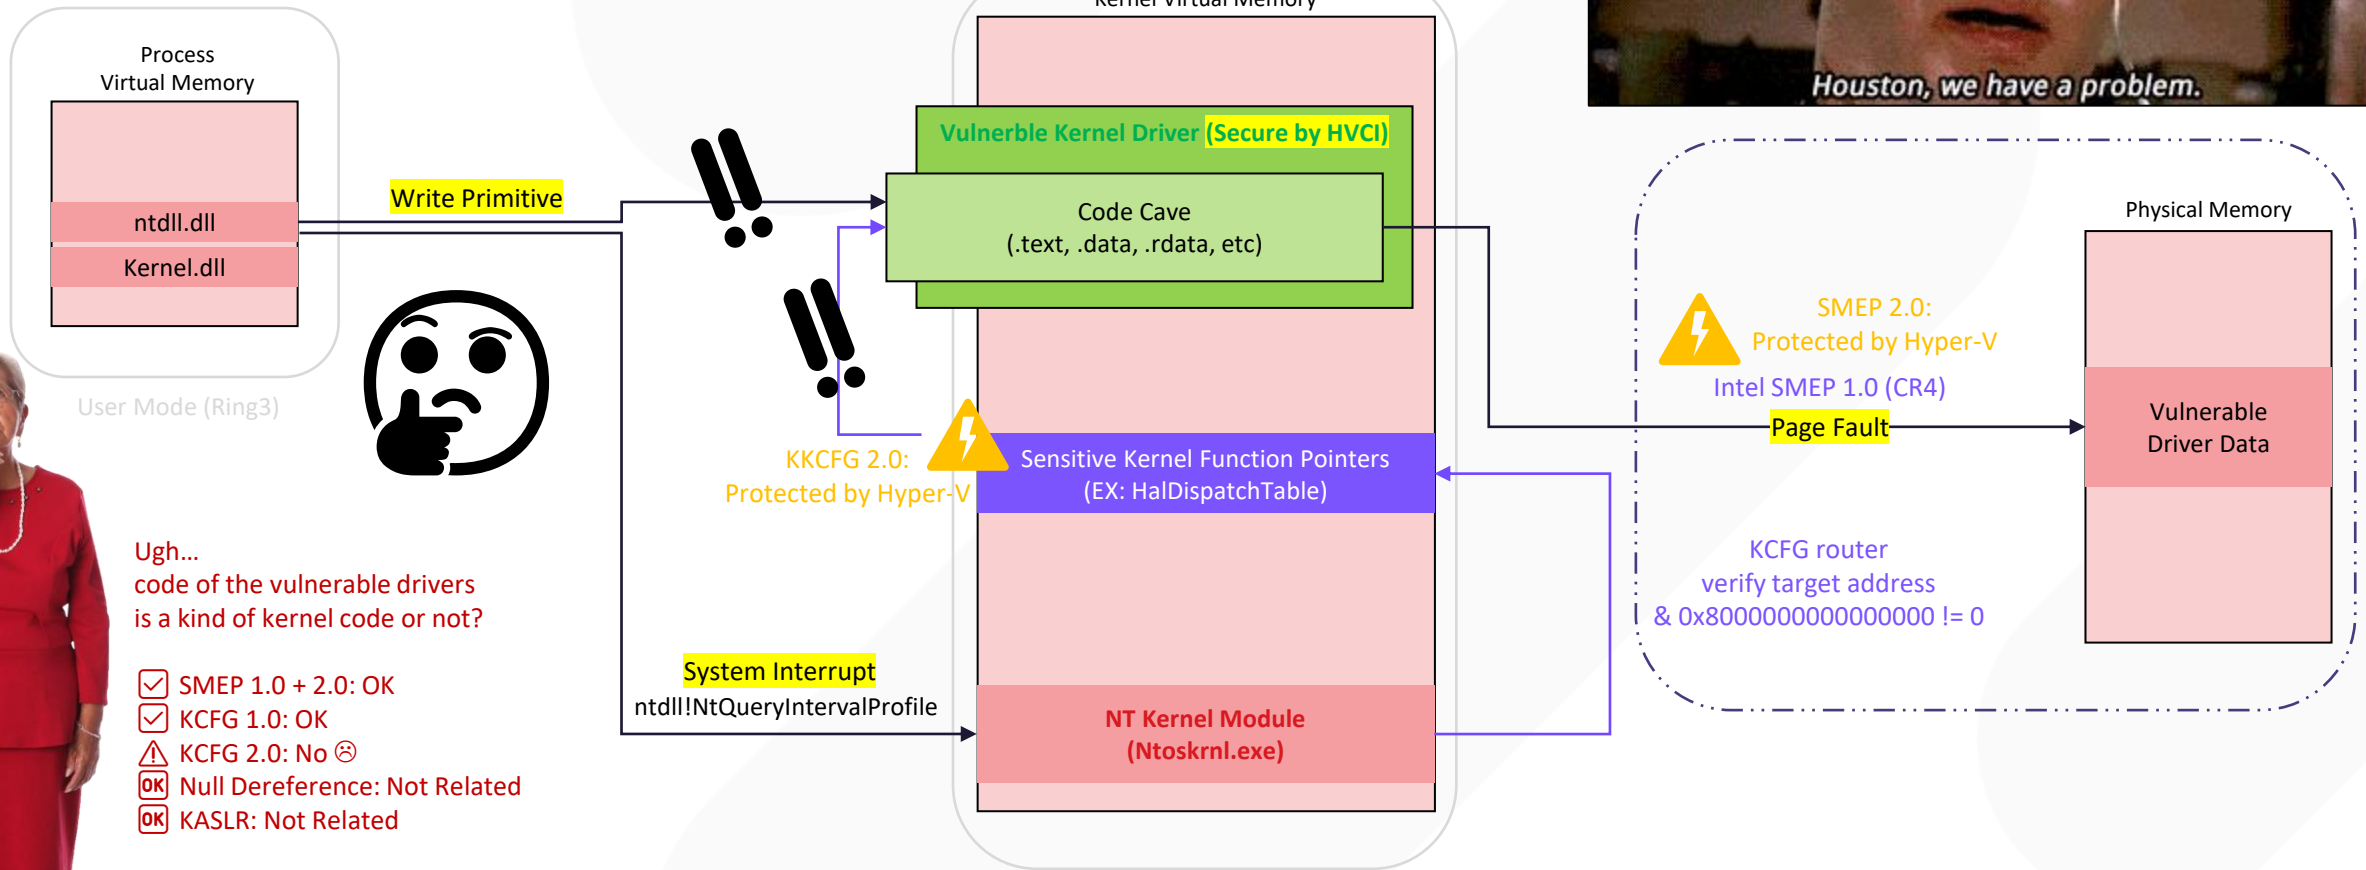 Kernel Virtual Memory
Houston, we have a problem.
Process
Virtual Memory
ntdll.dll
Kernel.dll
User Mode (Ring3)
Write Primitive
Vulnerble Kernel Driver (Secure by HVCI)
Code Cave
(.text, .data, .rdata, etc)
KKCFG 2.0:
Protected by Hyper-V
Sensitive Kernel Function Pointers
(EX: HalDispatchTable)
SMEP 2.0:
Protected by Hyper-V
Intel SMEP 1.0 (CR4)
Page Fault
Physical Memory
Vulnerable
Driver Data
KCFG router
verify target address
& 0x8000000000000000 != 0
Ugh...
code of the vulnerable drivers
is a kind of kernel code or not?
SMEP 1.0 + 2.0: OK
KCFG 1.0: OK
KCFG 2.0: No ☹
OK Null Dereference: Not Related
OK KASLR: Not Related
System Interrupt
ntdll!NtQueryIntervalProfile
NT Kernel Module
(Ntoskrnl.exe)